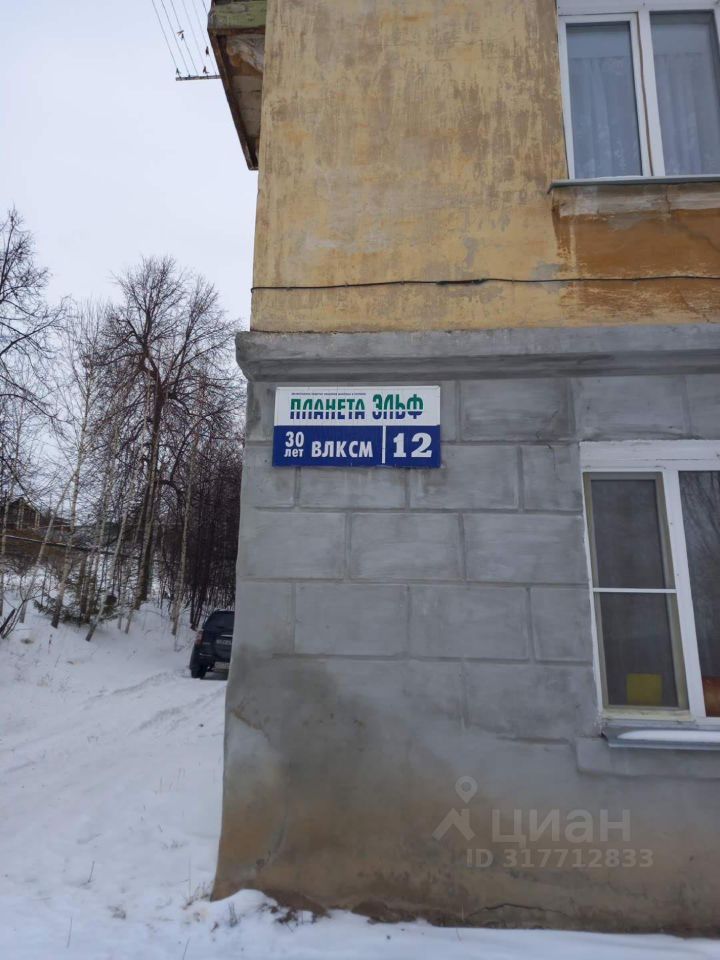 ПЛАНЕТА ЭЛЬФ
30 лет ВЛКСМ 12
циан
ID 317712833